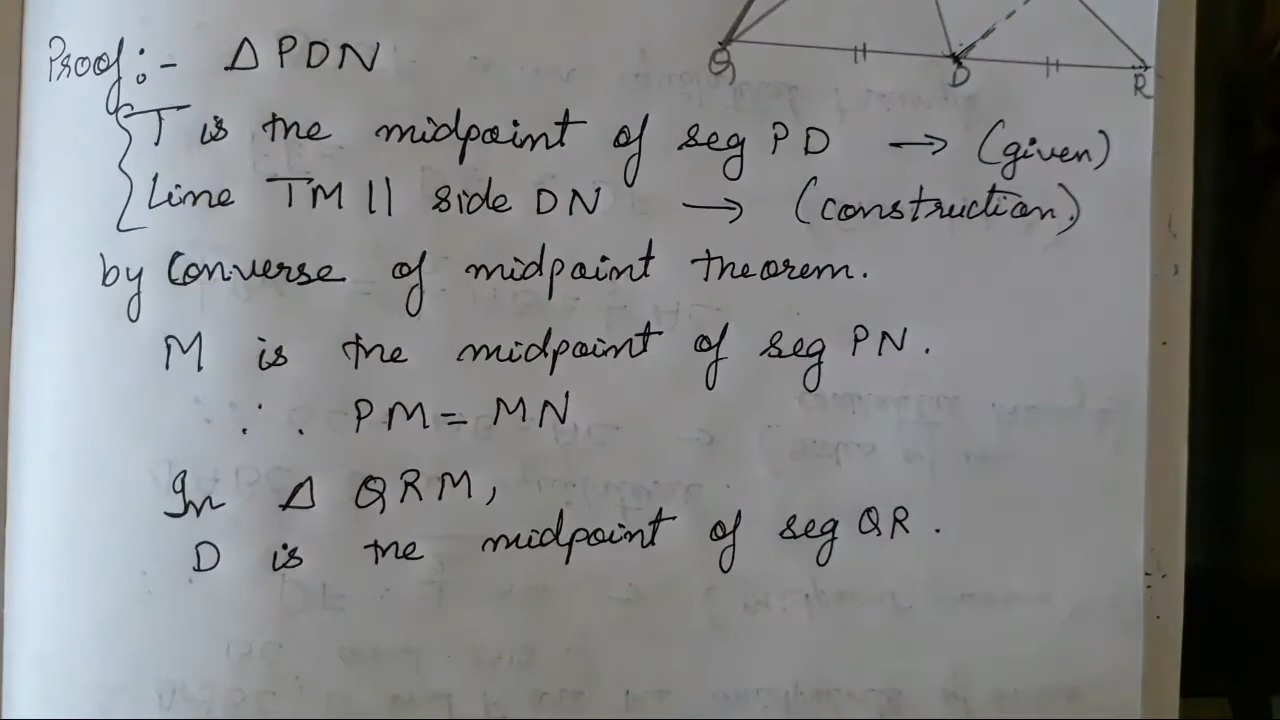 Q D R
Proof :- Δ PDN
T is the midpoint of seg PD → (given)
Line TM || side DN → (construction)
by Converse of midpoint theorem.
M is the midpoint of seg PN.
∴ PM = MN
In Δ QRM,
D is the midpoint of seg QR.